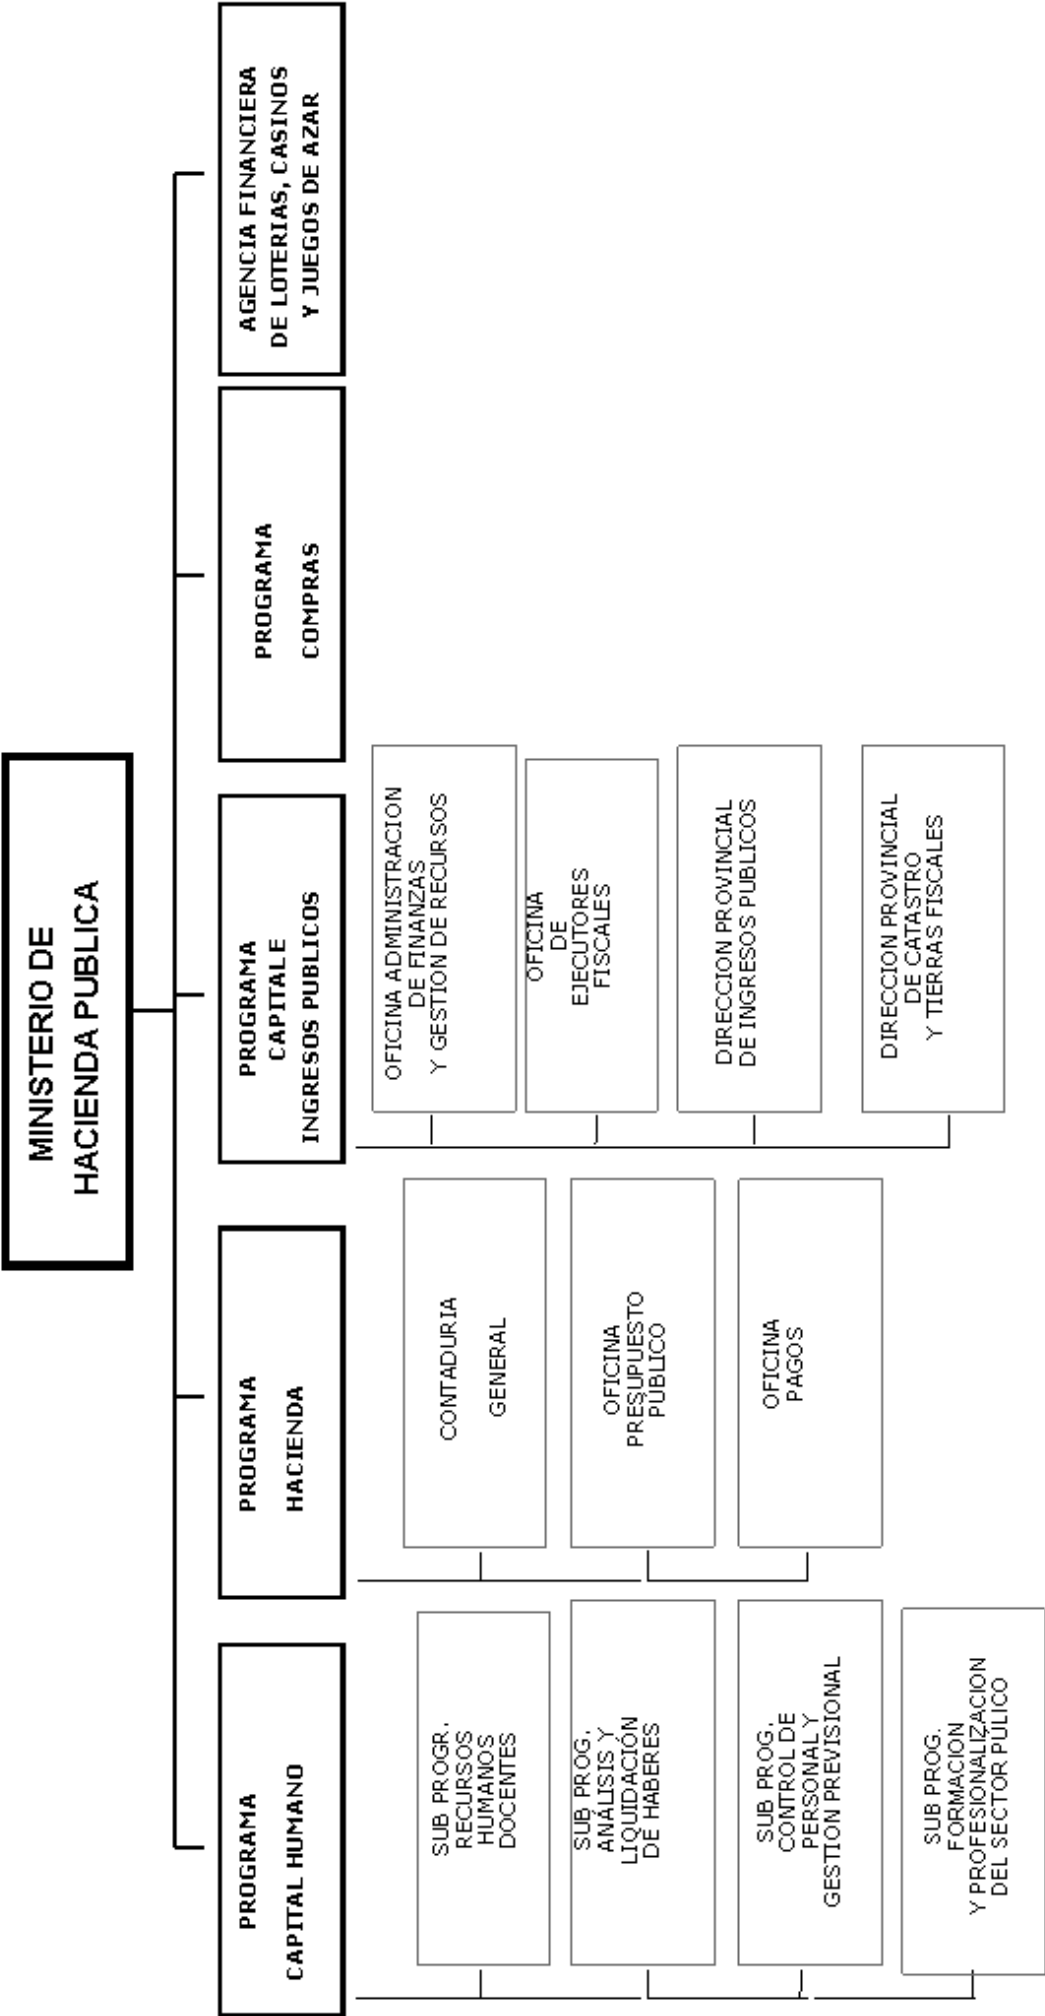 MINISTERIO DE
HACIENDA PUBLICA
PROGRAMA
CAPITAL HUMANO
SUB PROGR.
RECURSOS
HUMANOS
DOCENTES
SUB PROG.
ANÁLISIS Y
LIQUIDACIÓN
DE HABERES
SUB PROG.
CONTROL DE
PERSONAL Y
GESTION PREVISIONAL
SUB PROG.
FORMACION
Y PROFESIONALIZACION
DEL SECTOR PULICO
PROGRAMA
HACIENDA
CONTADURIA
GENERAL
OFICINA
PRESUPUESTO
PUBLICO
OFICINA
PAGOS
PROGRAMA
CAPITAL E
INGRESOS PUBLICOS
OFICINA ADMINISTRACION
DE FINANZAS
Y GESTION DE RECURSOS
OFICINA
DE
EJECUTORES
FISCALES
DIRECCION PROVINCIAL
DE INGRESOS PUBLICOS
DIRECCION PROVINCIAL
DE CATASTRO
Y TIERRAS FISCALES
PROGRAMA
COMPRAS
AGENCIA FINANCIERA
DE LOTERIAS, CASINOS
Y JUEGOS DE AZAR